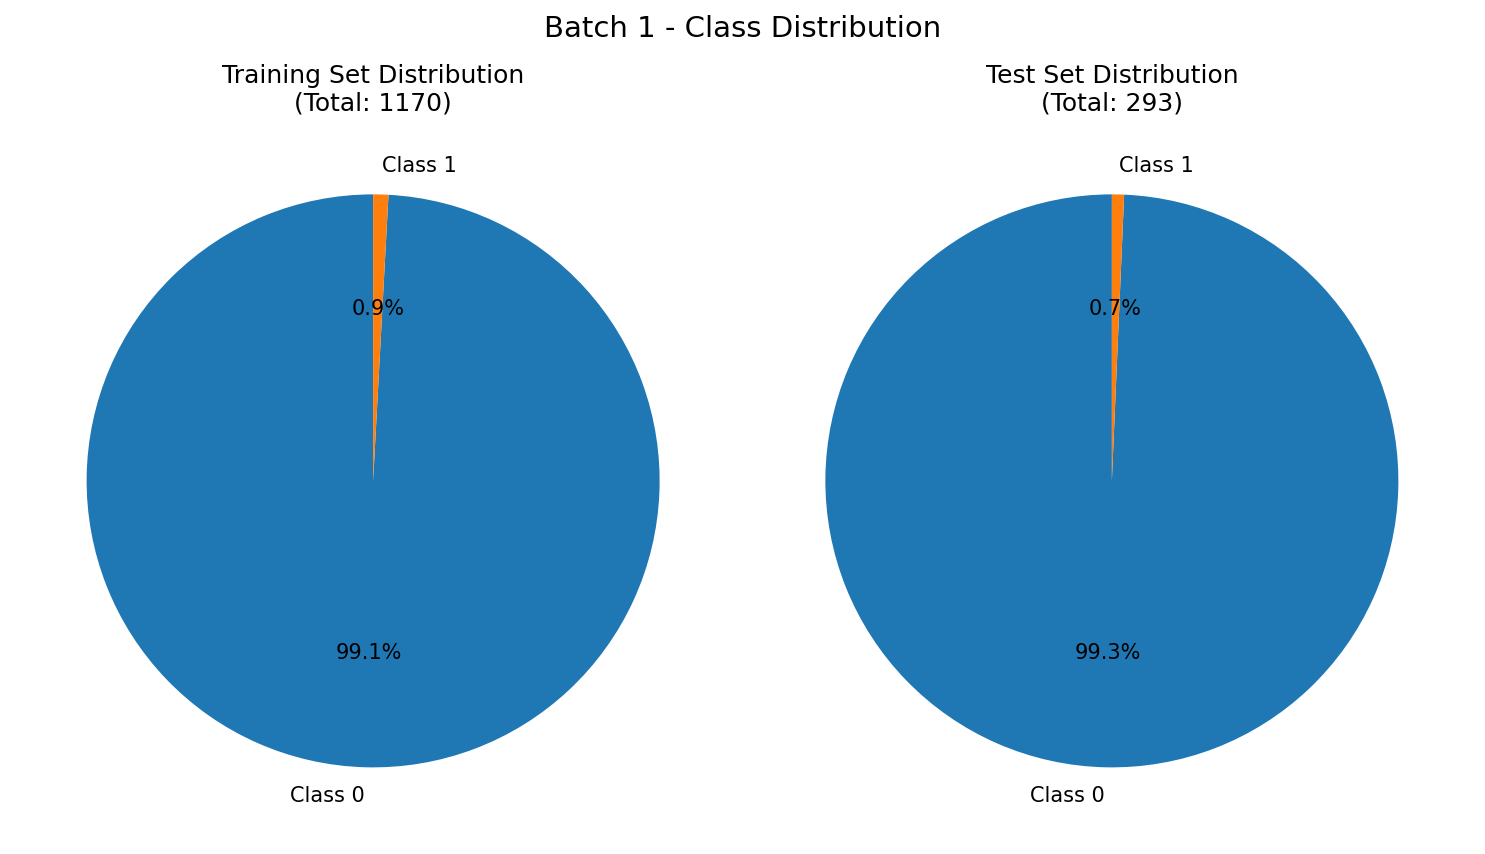 Batch 1 - Class Distribution
Training Set Distribution
(Total: 1170)
Class 1
0.9%
99.1%
Class 0
Test Set Distribution
(Total: 293)
Class 1
0.7%
99.3%
Class 0